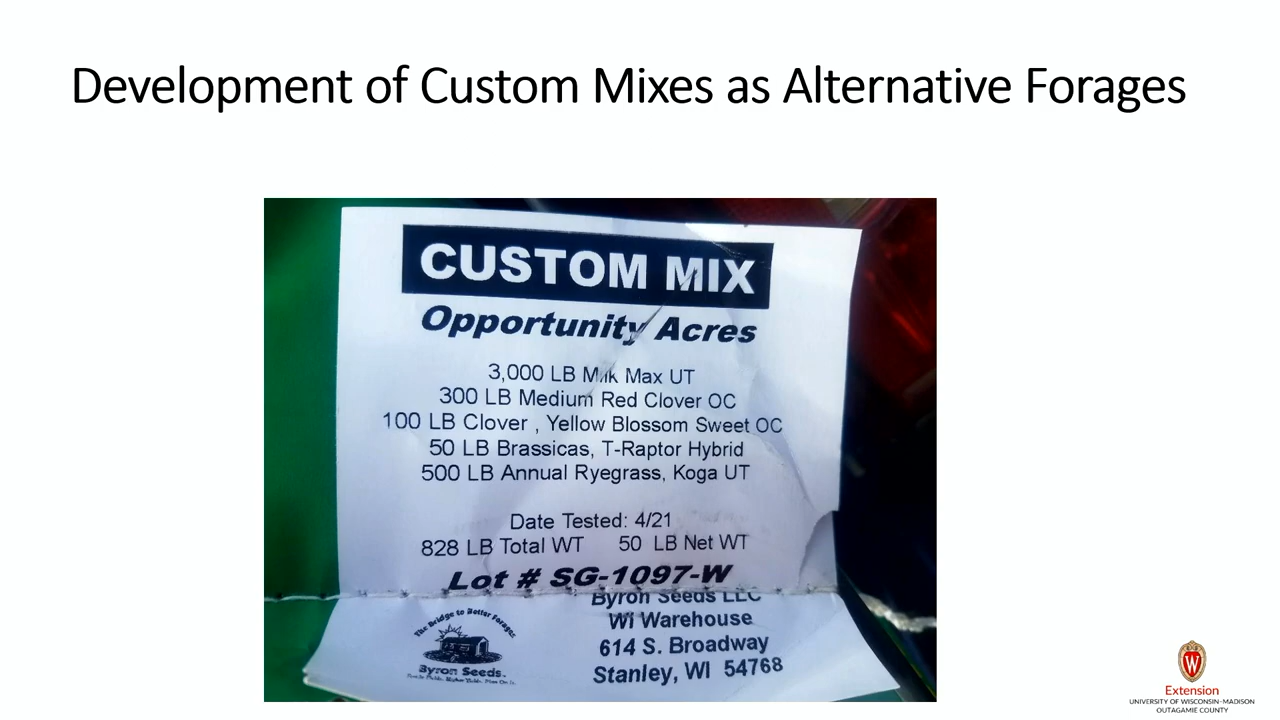 Development of Custom Mixes as Alternative Forages
CUSTOM MIX
Opportunity Acres
3,000 LB Milk Max UT
300 LB Medium Red Clover OC
100 LB Clover , Yellow Blossom Sweet OC
50 LB Brassicas, T-Raptor Hybrid
500 LB Annual Ryegrass, Koga UT
Date Tested: 4/21
828 LB Total WT 50 LB Net WT
Lot # SG-1097-W
Byron Seeds LLC
WI Warehouse
614 S. Broadway
Stanley, WI 54768
The Bridge to Better Forages
Byron Seeds.
W
Extension
UNIVERSITY OF WISCONSIN-MADISON
OUTAGAMIE COUNTY